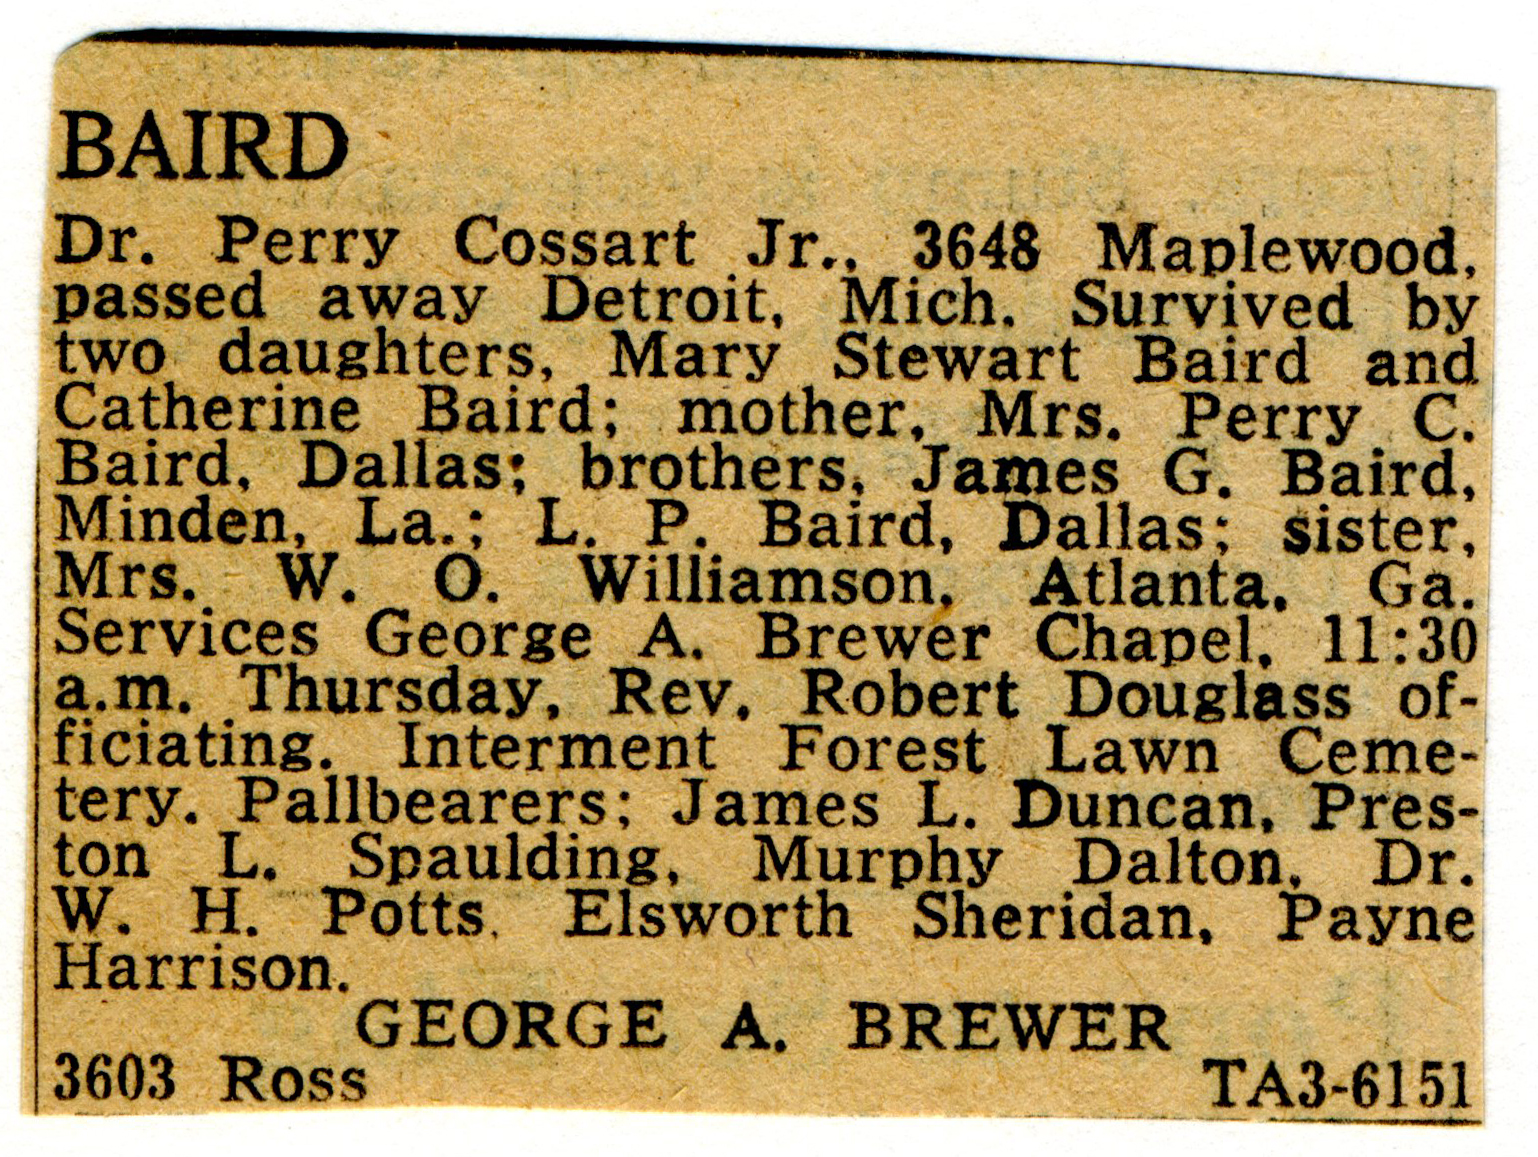 BAIRD
Dr. Perry Cossart Jr., 3648 Maplewood,
passed away Detroit, Mich. Survived by
two daughters, Mary Stewart Baird and
Catherine Baird; mother, Mrs. Perry C.
Baird, Dallas; brothers, James G. Baird,
Minden, La.; L. P. Baird, Dallas; sister,
Mrs. W. O. Williamson, Atlanta, Ga.
Services George A. Brewer Chapel, 11:30
a.m. Thursday, Rev. Robert Douglass of-
ficiating. Interment Forest Lawn Ceme-
tery. Pallbearers; James L. Duncan, Pres-
ton L. Spaulding, Murphy Dalton, Dr.
W. H. Potts. Elsworth Sheridan, Payne
Harrison.
GEORGE A. BREWER
3603 Ross TA3-6151